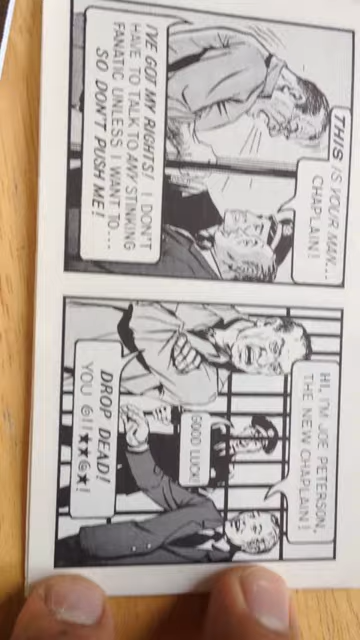 THIS IS YOUR MAN...
CHAPLAIN!
I'VE GOT MY RIGHTS! I DON'T
HAVE TO TALK TO ANY STINKING
FANATIC UNLESS I WANT TO...
SO DON'T PUSH ME!
HI, I'M JOE PETERSON,
THE NEW CHAPLAIN!
GOOD LUCK!
DROP DEAD!
YOU @!!★★@★!